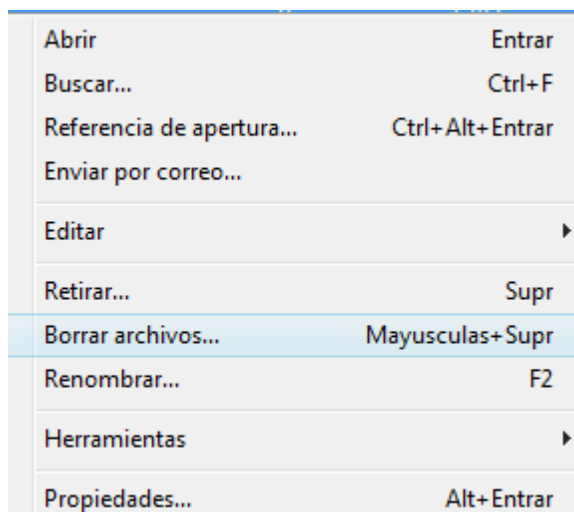 Abrir Entrar
Buscar... Ctrl+F
Referencia de apertura... Ctrl+Alt+Entrar
Enviar por correo...
Editar
Retirar... Supr
Borrar archivos... Mayusculas+Supr
Renombrar... F2
Herramientas
Propiedades... Alt+Entrar